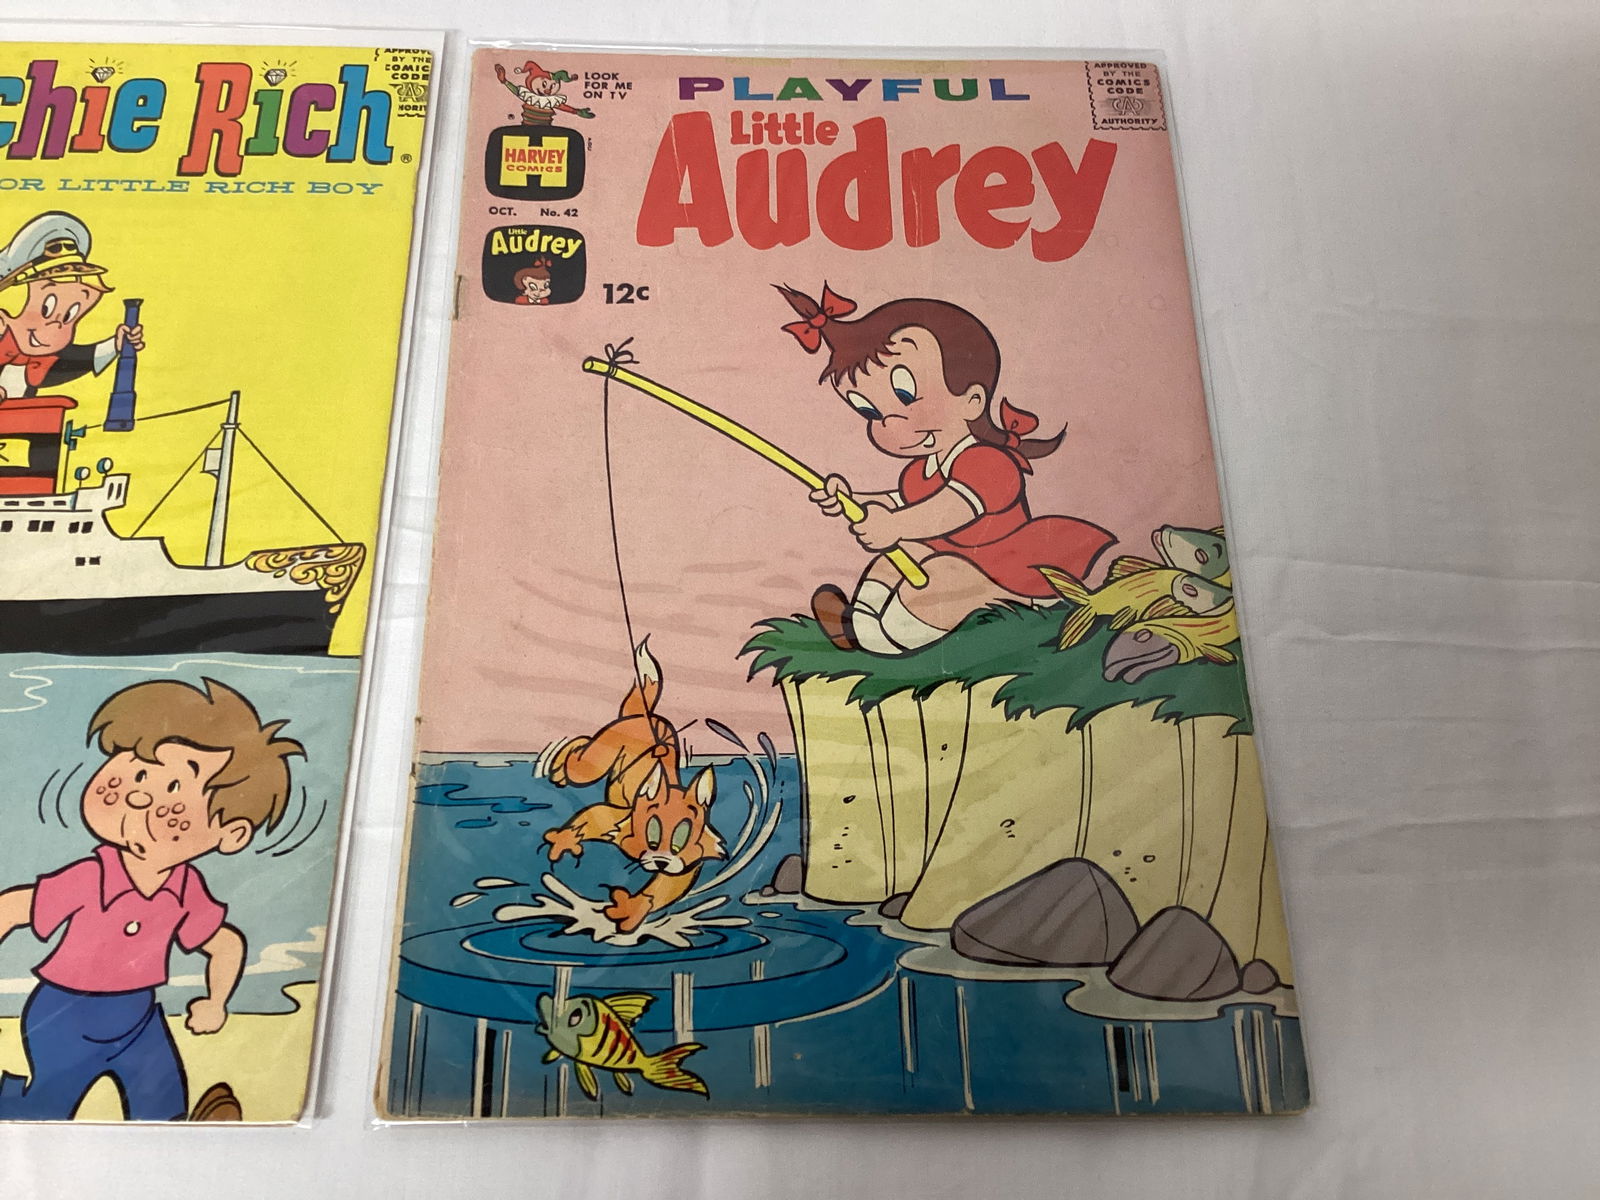 chie Rich®
OR LITTLE RICH BOY
BY THE
COMICS
CODE
R
LOOK
FOR ME
ON TV
HARVEY
COMICS
H
OCT. No. 42
Little
Audrey
12c
PLAYFUL
Little
Audrey
APPROVED
BY THE
COMICS
CODE
CA
AUTHORITY